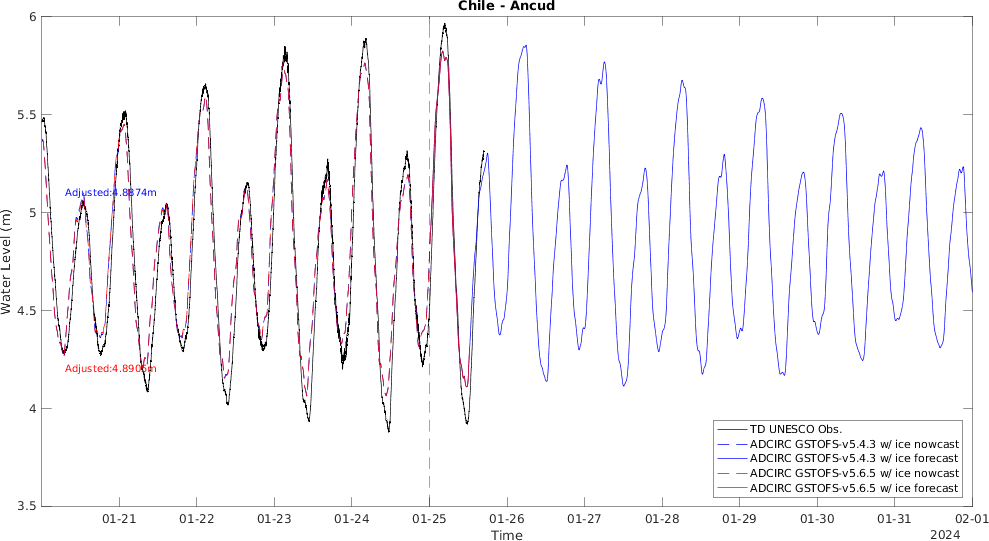 Chile - Ancud
6
5.5
5
4.5
4
3.5
Water Level (m)
Adjusted:4.8874m
Adjusted:4.8905m
TD UNESCO Obs.
ADCIRC GSTOFS-v5.4.3 w/ ice nowcast
ADCIRC GSTOFS-v5.4.3 w/ ice forecast
ADCIRC GSTOFS-v5.6.5 w/ ice nowcast
ADCIRC GSTOFS-v5.6.5 w/ ice forecast
01-21 01-22 01-23 01-24 01-25 01-26 01-27 01-28 01-29 01-30 01-31 02-01
Time
2024